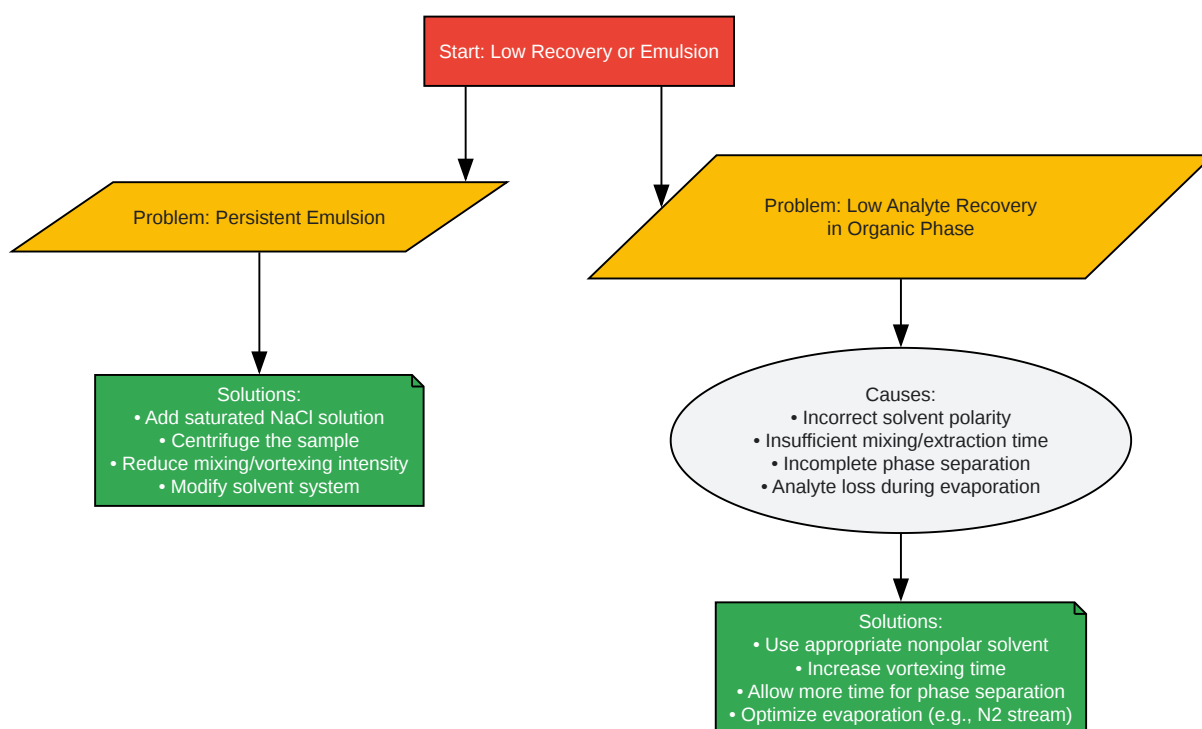 Start: Low Recovery or Emulsion
Problem: Persistent Emulsion
Problem: Low Analyte Recovery
in Organic Phase
Solutions:
• Add saturated NaCl solution
• Centrifuge the sample
• Reduce mixing/vortexing intensity
• Modify solvent system
Causes:
• Incorrect solvent polarity
• Insufficient mixing/extraction time
• Incomplete phase separation
• Analyte loss during evaporation
Solutions:
• Use appropriate nonpolar solvent
• Increase vortexing time
• Allow more time for phase separation
• Optimize evaporation (e.g., N2 stream)